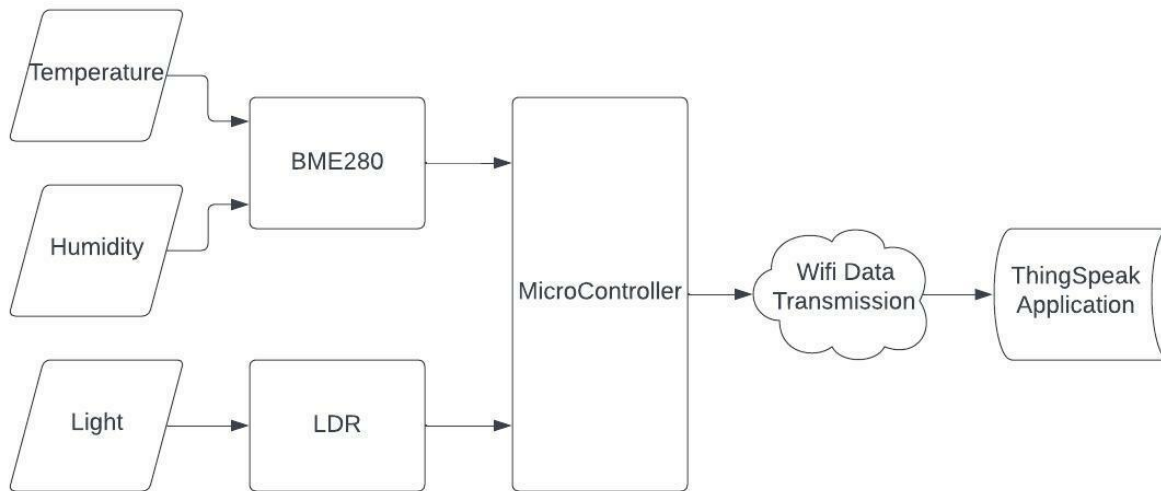 Temperature
BME280
Humidity
MicroController
Wifi Data
Transmission
ThingSpeak
Application
Light
LDR